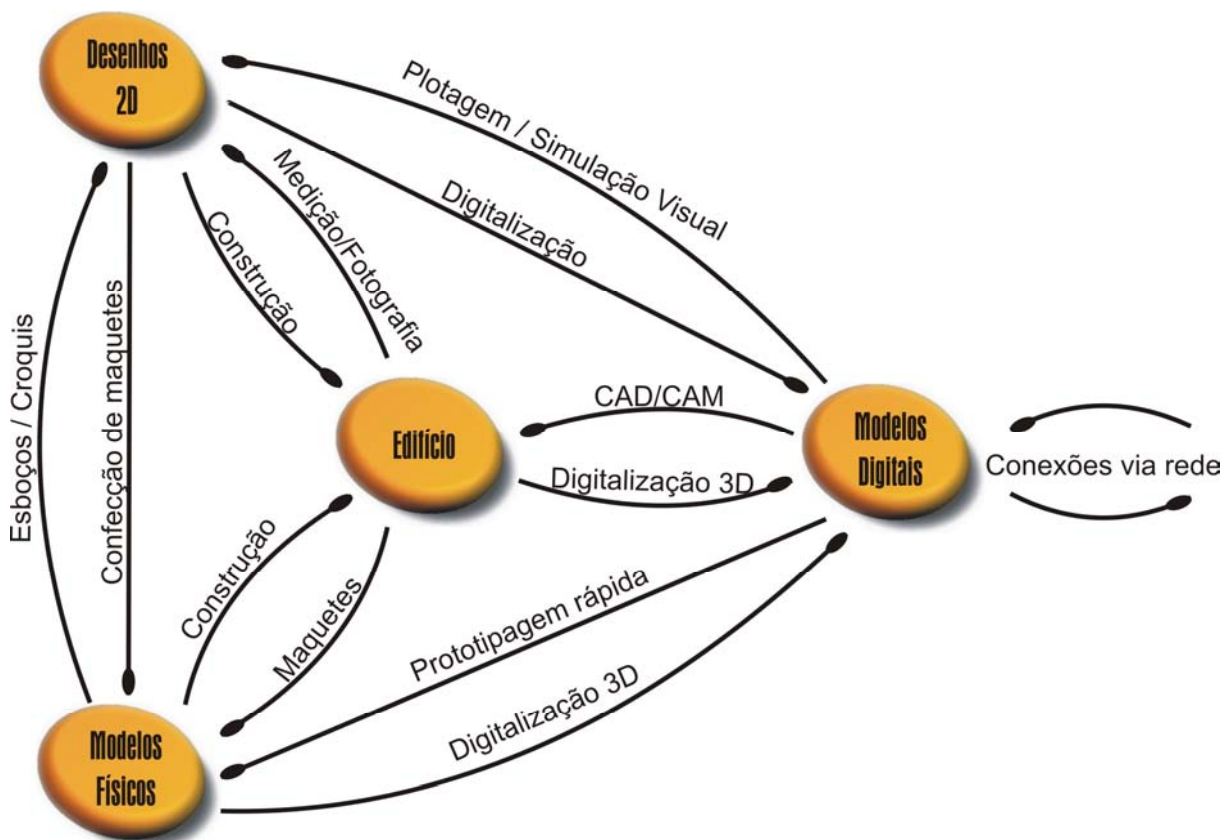 Desenhos
2D
Plotagem / Simulação Visual
Medição/Fotografia
Digitalização
Construção
Esboços / Croquis
Confecção de maquetes
CAD/CAM
Edifício
Modelos
Digitais
Conexões via rede
Digitalização 3D
Construção
Maquetes
Prototipagem rápida
Digitalização 3D
Modelos
Físicos